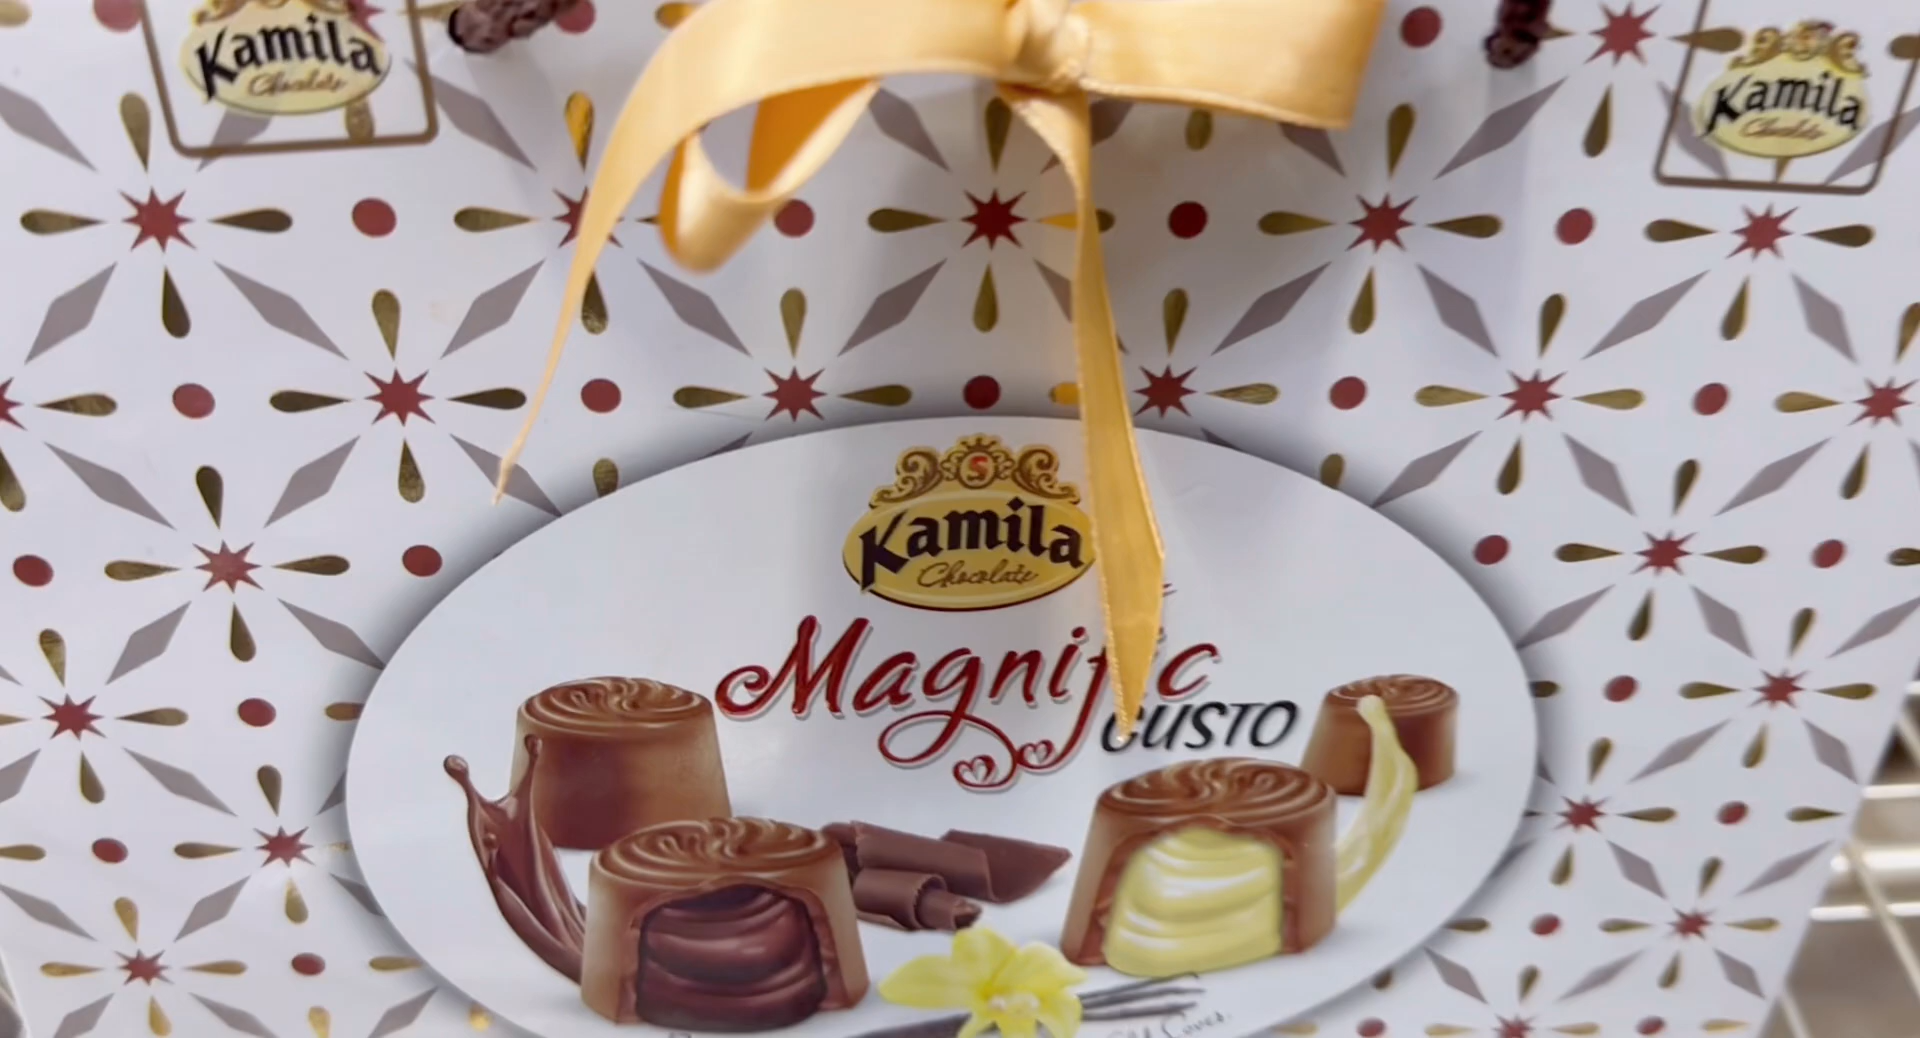 Kamila
Chocolate
Kamila
Chocolate
S
Kamila
Chocolate
Magnific
GUSTO